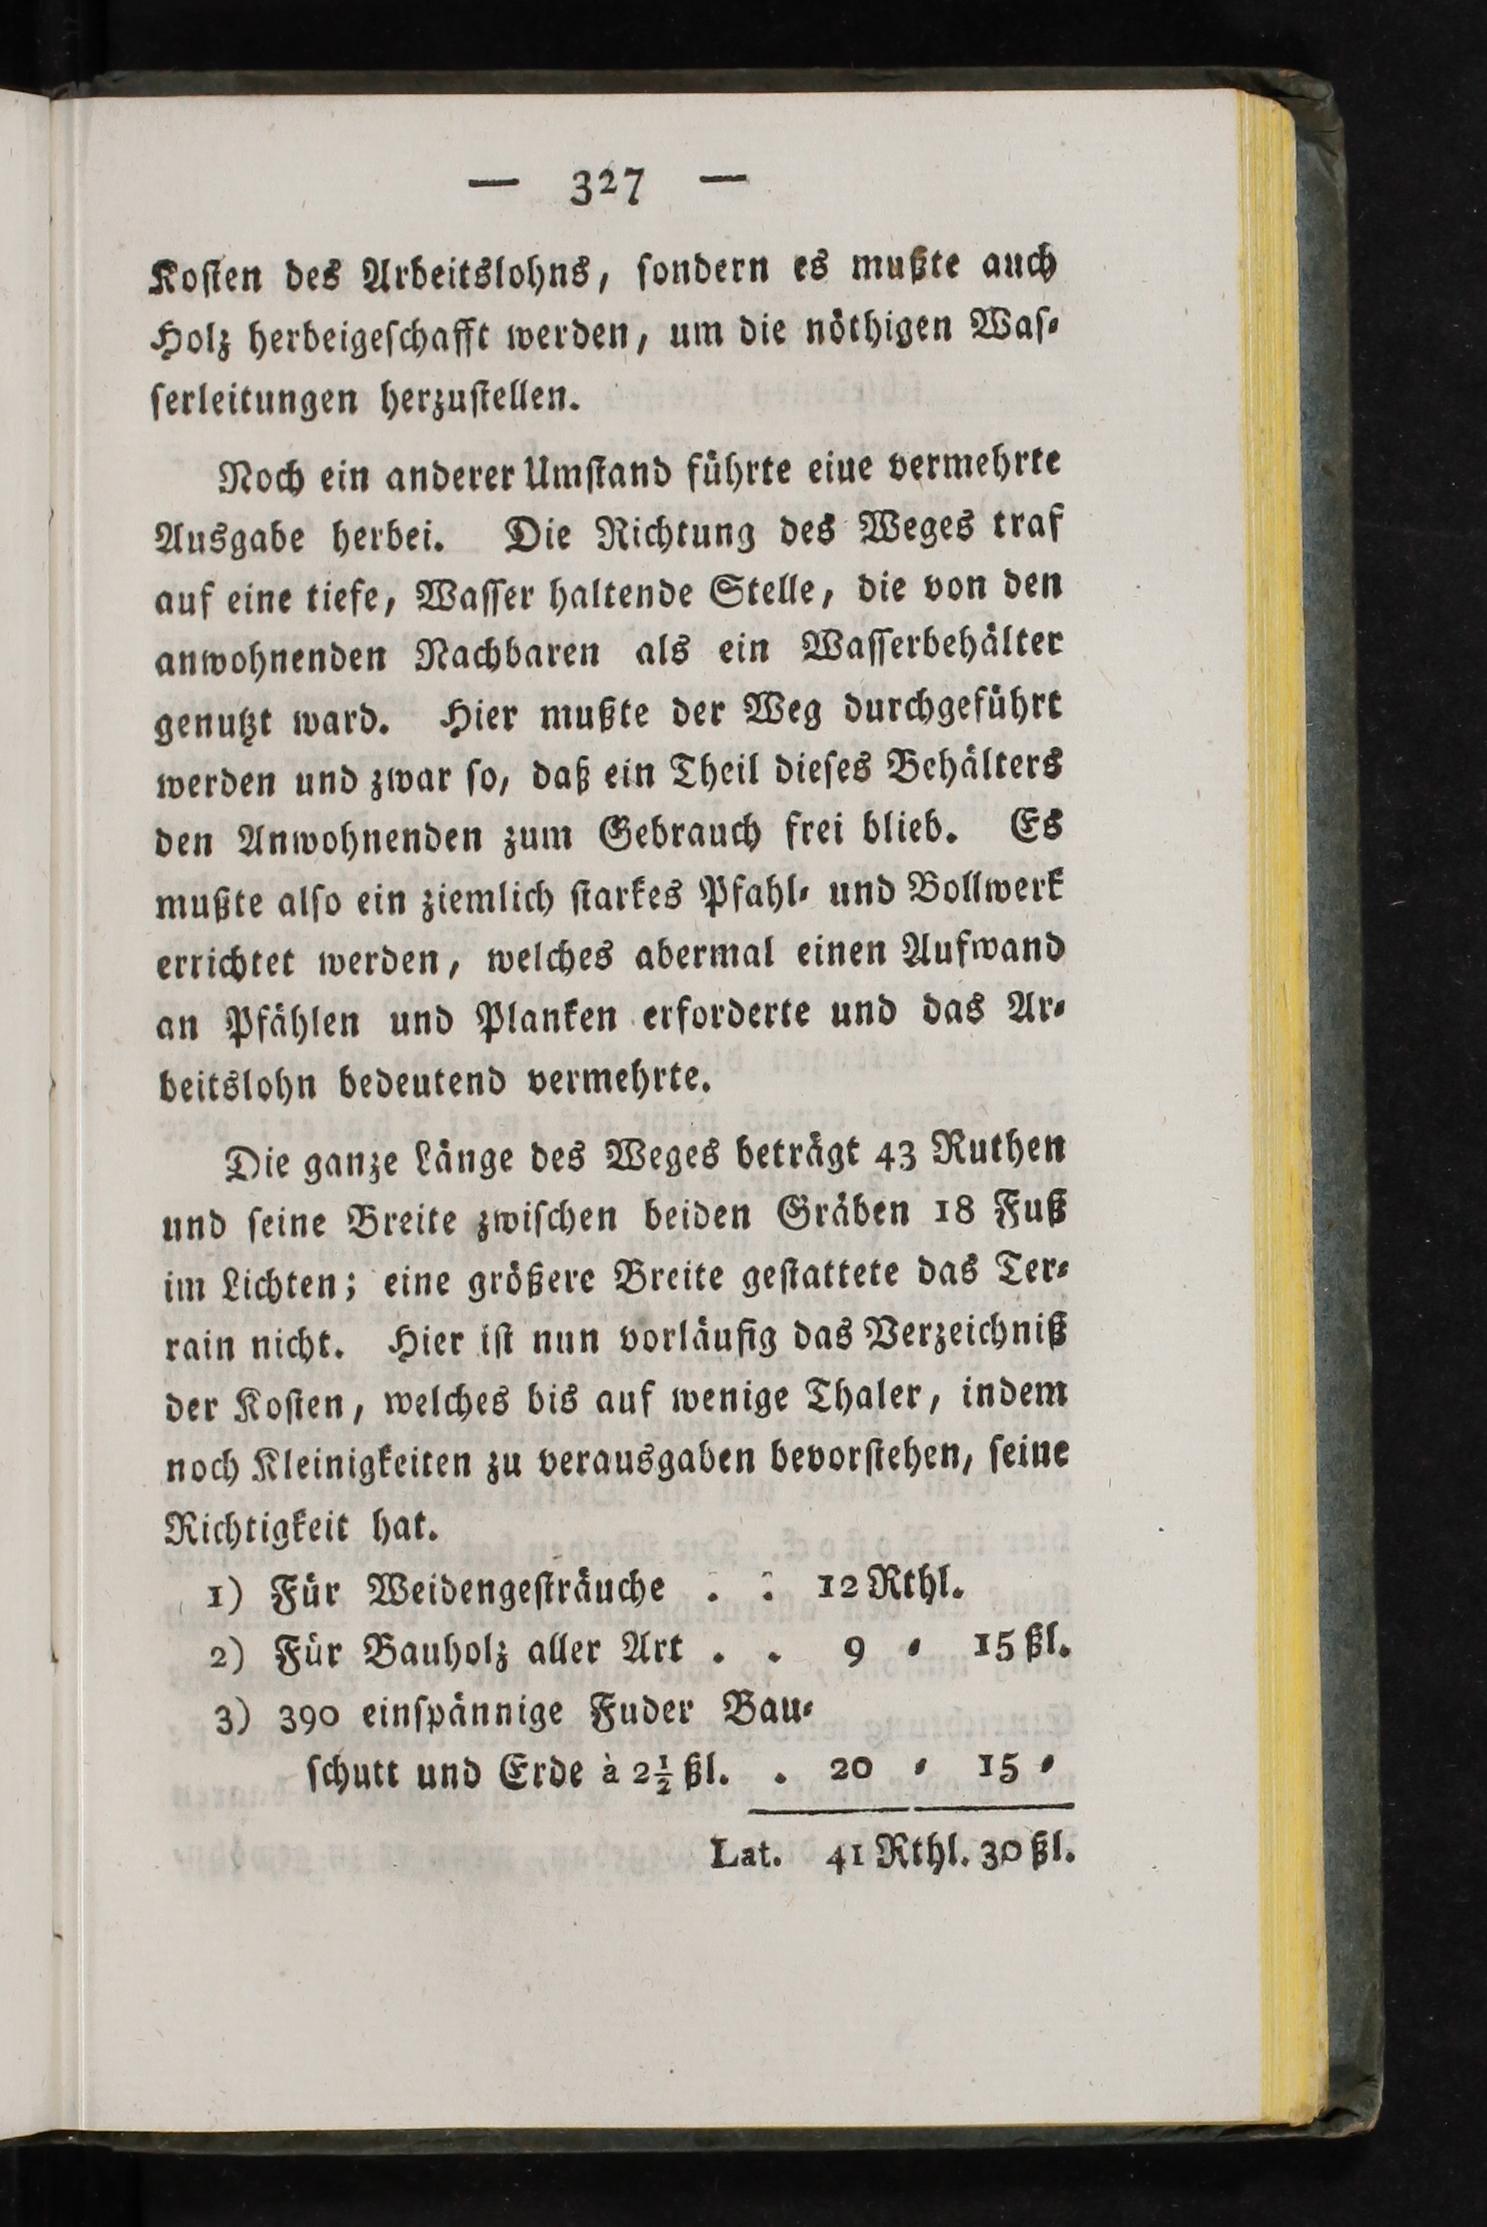 — 327 —
Koſten des Arbeitslohns, ſondern es mußte auch
Holz herbeigeſchafft werden, um die nöthigen Waſ⸗
ſerleitungen herzuſtellen.
Noch ein anderer Umſtand führte eiue vermehrte
Ausgabe herbei. Die Richtung des Weges traf
auf eine tiefe, Waſſer haltende Stelle, die von den
anwohnenden Nachbaren als ein Waſſerbehälter
genutzt ward. Hier mußte der Weg durchgeführt
werden und zwar ſo, daß ein Theil dieſes Behälters
den Anwohnenden zum Gebrauch frei blieb. Es
mußte alſo ein ziemlich ſtarkes Pfahl⸗ und Bollwerk
errichtet werden, welches abermal einen Aufwand
an Pfählen und Planken erforderte und das Ar⸗
beitslohn bedeutend vermehrte.
Die ganze Länge des Weges beträgt 43 Ruthen
und ſeine Breite zwiſchen beiden Gräben 18 Fuß
im Lichten; eine größere Breite geſtattete das Ter⸗
rain nicht. Hier iſt nun vorläufig das Verzeichniß
der Koſten, welches bis auf wenige Thaler, indem
noch Kleinigkeiten zu verausgaben bevorſtehen, ſeine
Richtigkeit hat.
1) Für Weidengeſträuche . . 12 Rthl.
2) Für Bauholz aller Art . . 9 ⸗ 15 ßl.
3) 390 einſpännige Fuder Bau⸗
ſchutt und Erde à 2½ ßl. . 20 ⸗ 15 ⸗
Lat. 41 Rthl. 30 ßl.